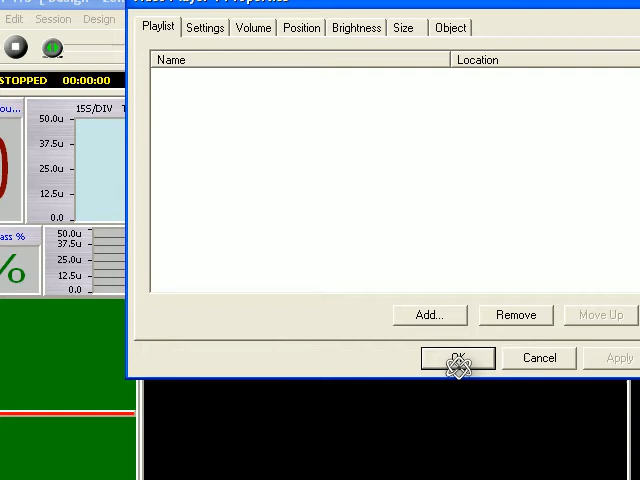 Edit Session Design
Playlist Settings Volume Position Brightness Size Object
Name Location
STOPPED 00:00:00
15S/DIV
50.0u
37.5u
25.0u
12.5u
0.0
ass %
%
50.0u
37.5u
25.0u
12.5u
0.0
Add... Remove Move Up
OK Cancel Apply